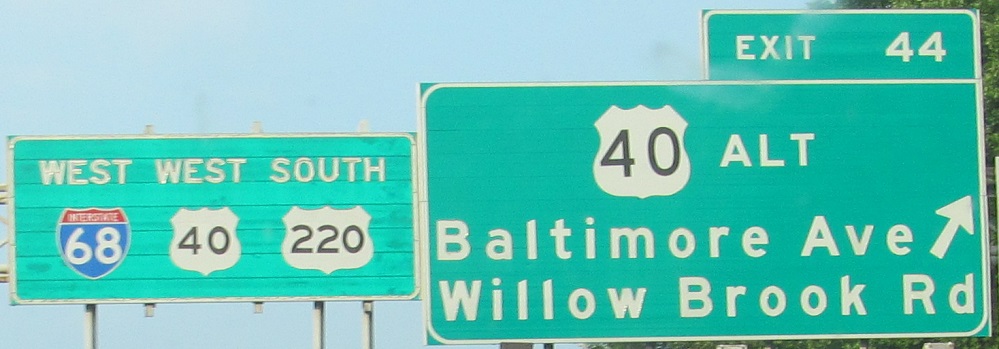 WEST WEST SOUTH
INTERSTATE
68 40 220
EXIT 44
40 ALT
Baltimore Ave
Willow Brook Rd